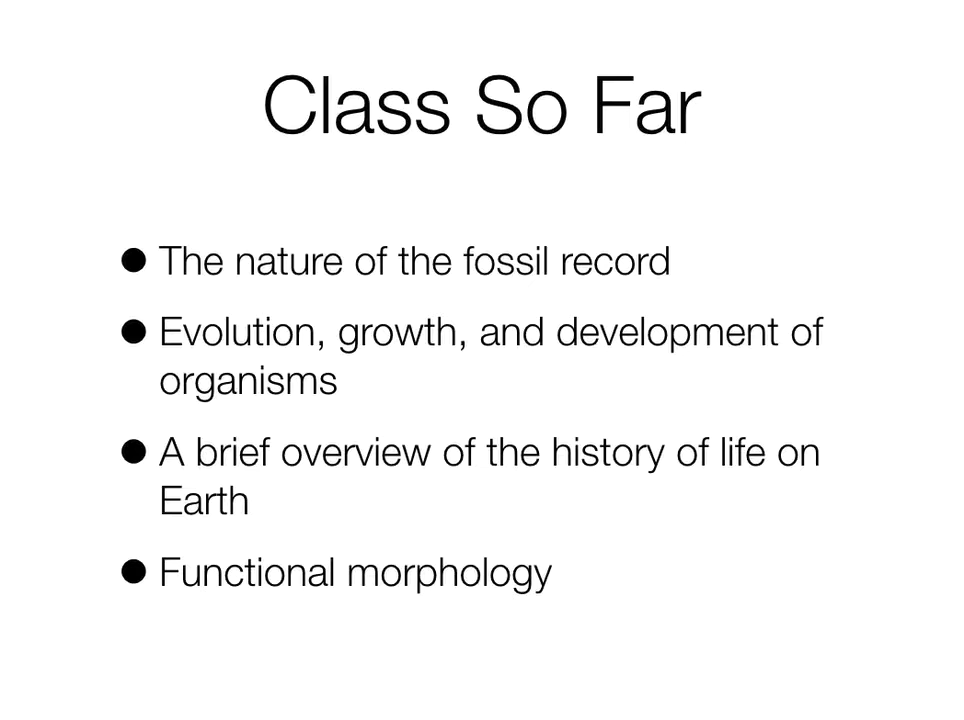 Class So Far
● The nature of the fossil record
● Evolution, growth, and development of
organisms
● A brief overview of the history of life on
Earth
● Functional morphology